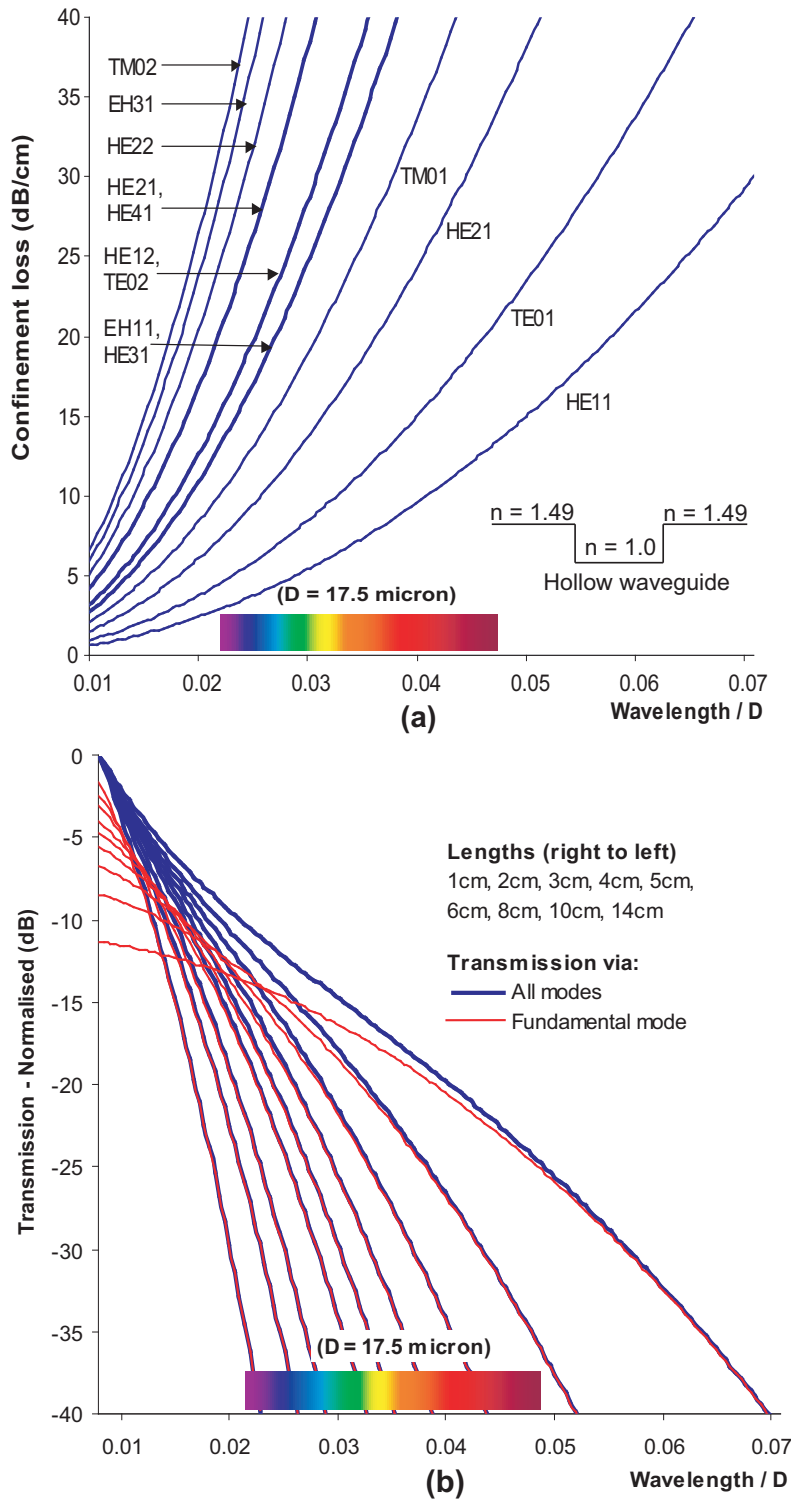 Confinement loss (dB/cm)
40
35
30
25
20
15
10
5
0
TM02
EH31
HE22
HE21,
HE41
HE12,
TE02
EH11,
HE31
TM01
HE21
TE01
HE11
n = 1.49
n = 1.49
n = 1.0
Hollow waveguide
(D = 17.5 micron)
0.01 0.02 0.03 0.04 0.05 0.06 0.07
(a)
Wavelength / D
Transmission - Normalised (dB)
0
-5
-10
-15
-20
-25
-30
-35
-40
Lengths (right to left)
1cm, 2cm, 3cm, 4cm, 5cm,
6cm, 8cm, 10cm, 14cm
Transmission via:
All modes
Fundamental mode
(D = 17.5 micron)
0.01 0.02 0.03 0.04 0.05 0.06 0.07
(b)
Wavelength / D